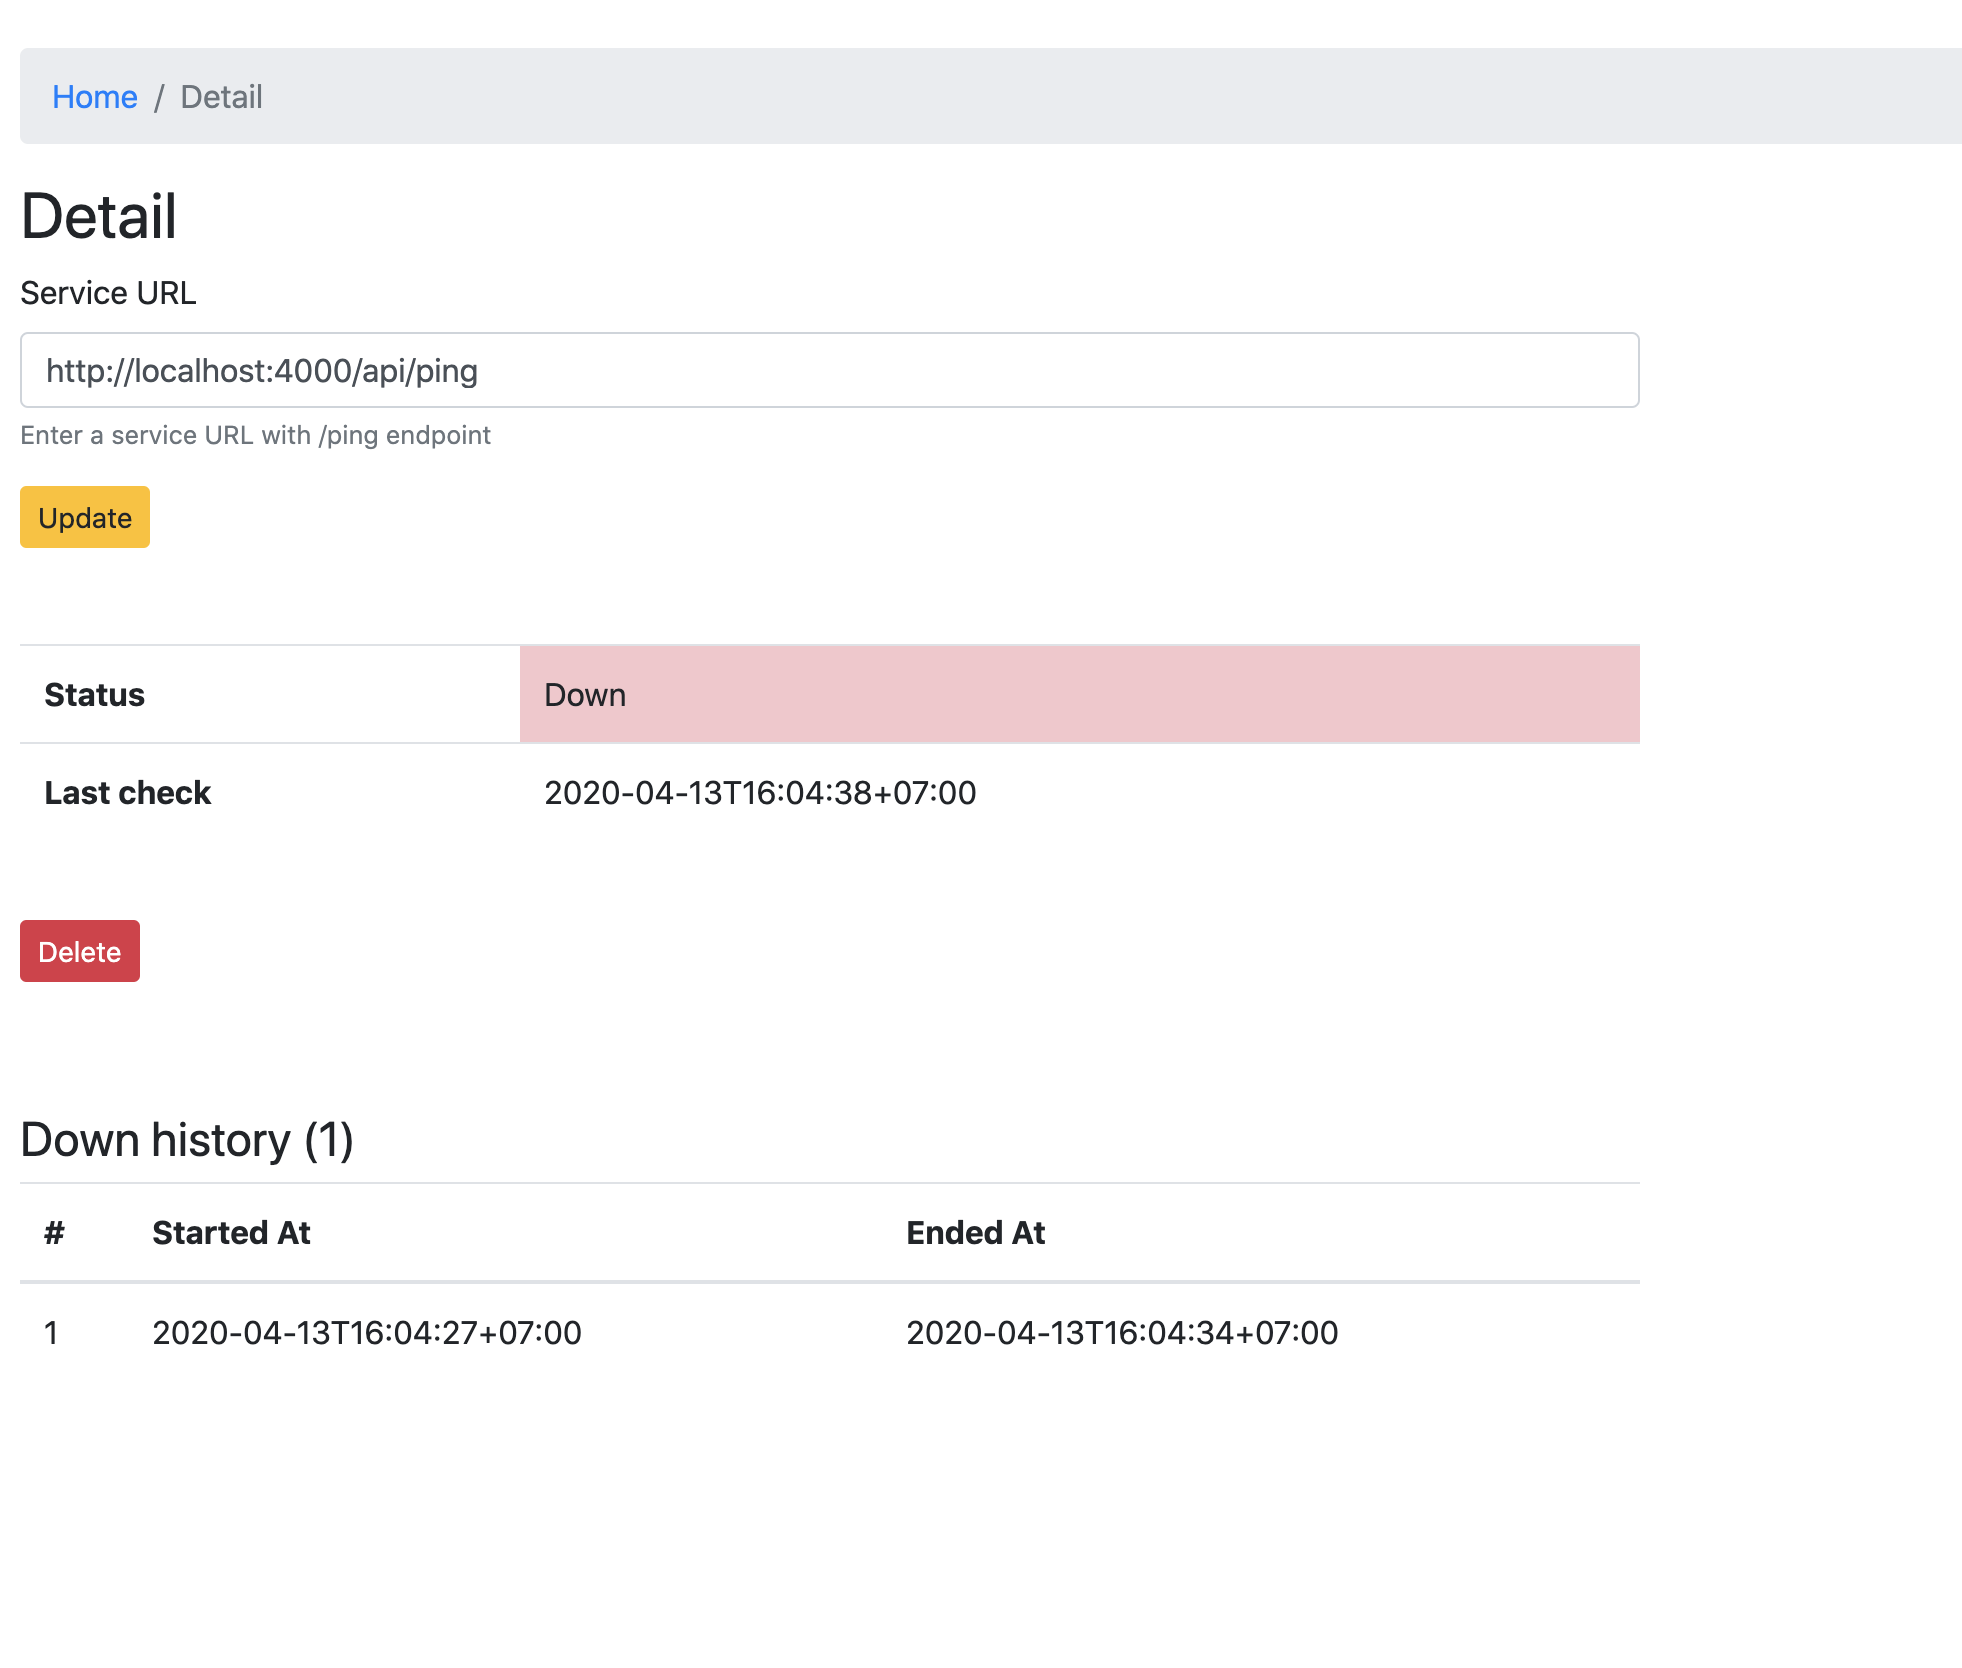 Home / Detail
Detail
Service URL
http://localhost:4000/api/ping
Enter a service URL with /ping endpoint
Update
Status Down
Last check 2020-04-13T16:04:38+07:00
Delete
Down history (1)
# Started At Ended At
1 2020-04-13T16:04:27+07:00 2020-04-13T16:04:34+07:00